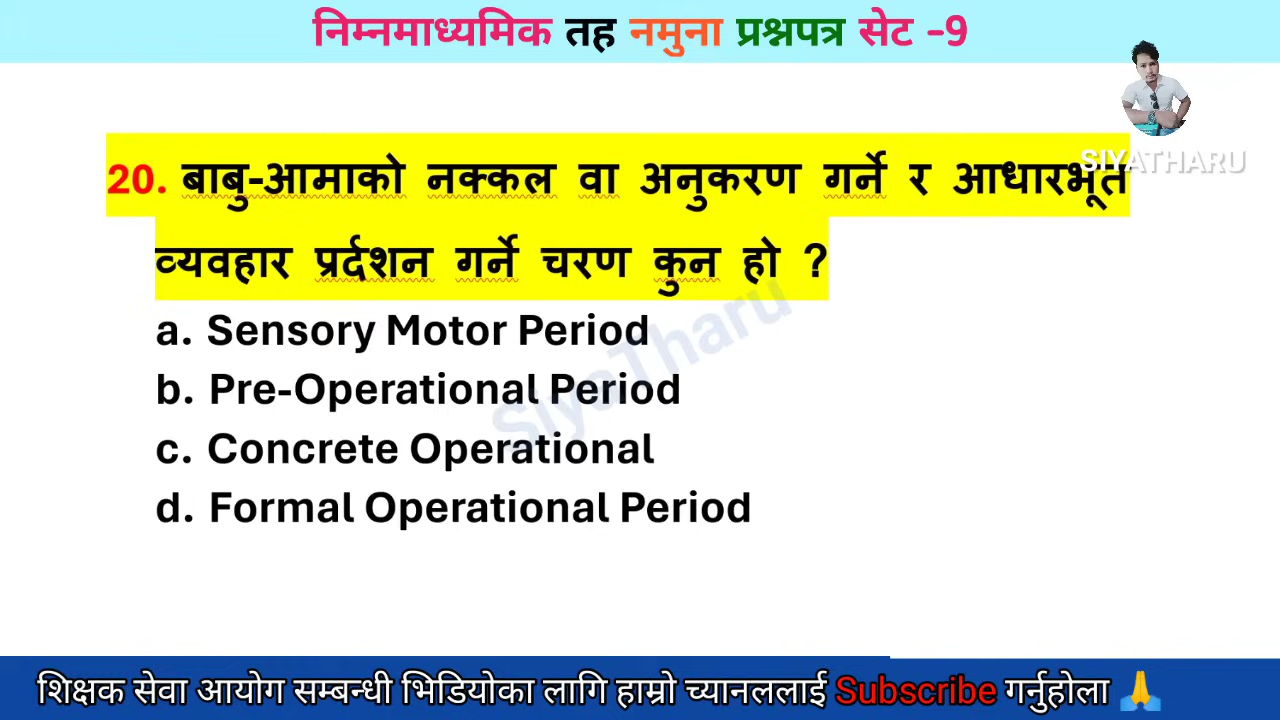 निम्नमाध्यमिक तह नमुना प्रश्नपत्र सेट -9
SIYATHARU
20. बाबु-आमाको नक्कल वा अनुकरण गर्ने र आधारभूत
व्यवहार प्रर्दशन गर्ने चरण कुन हो ?
a. Sensory Motor Period
b. Pre-Operational Period
c. Concrete Operational
d. Formal Operational Period
SiyaTharu
शिक्षक सेवा आयोग सम्बन्धी भिडियोका लागि हाम्रो च्यानललाई Subscribe गर्नुहोला 🙏